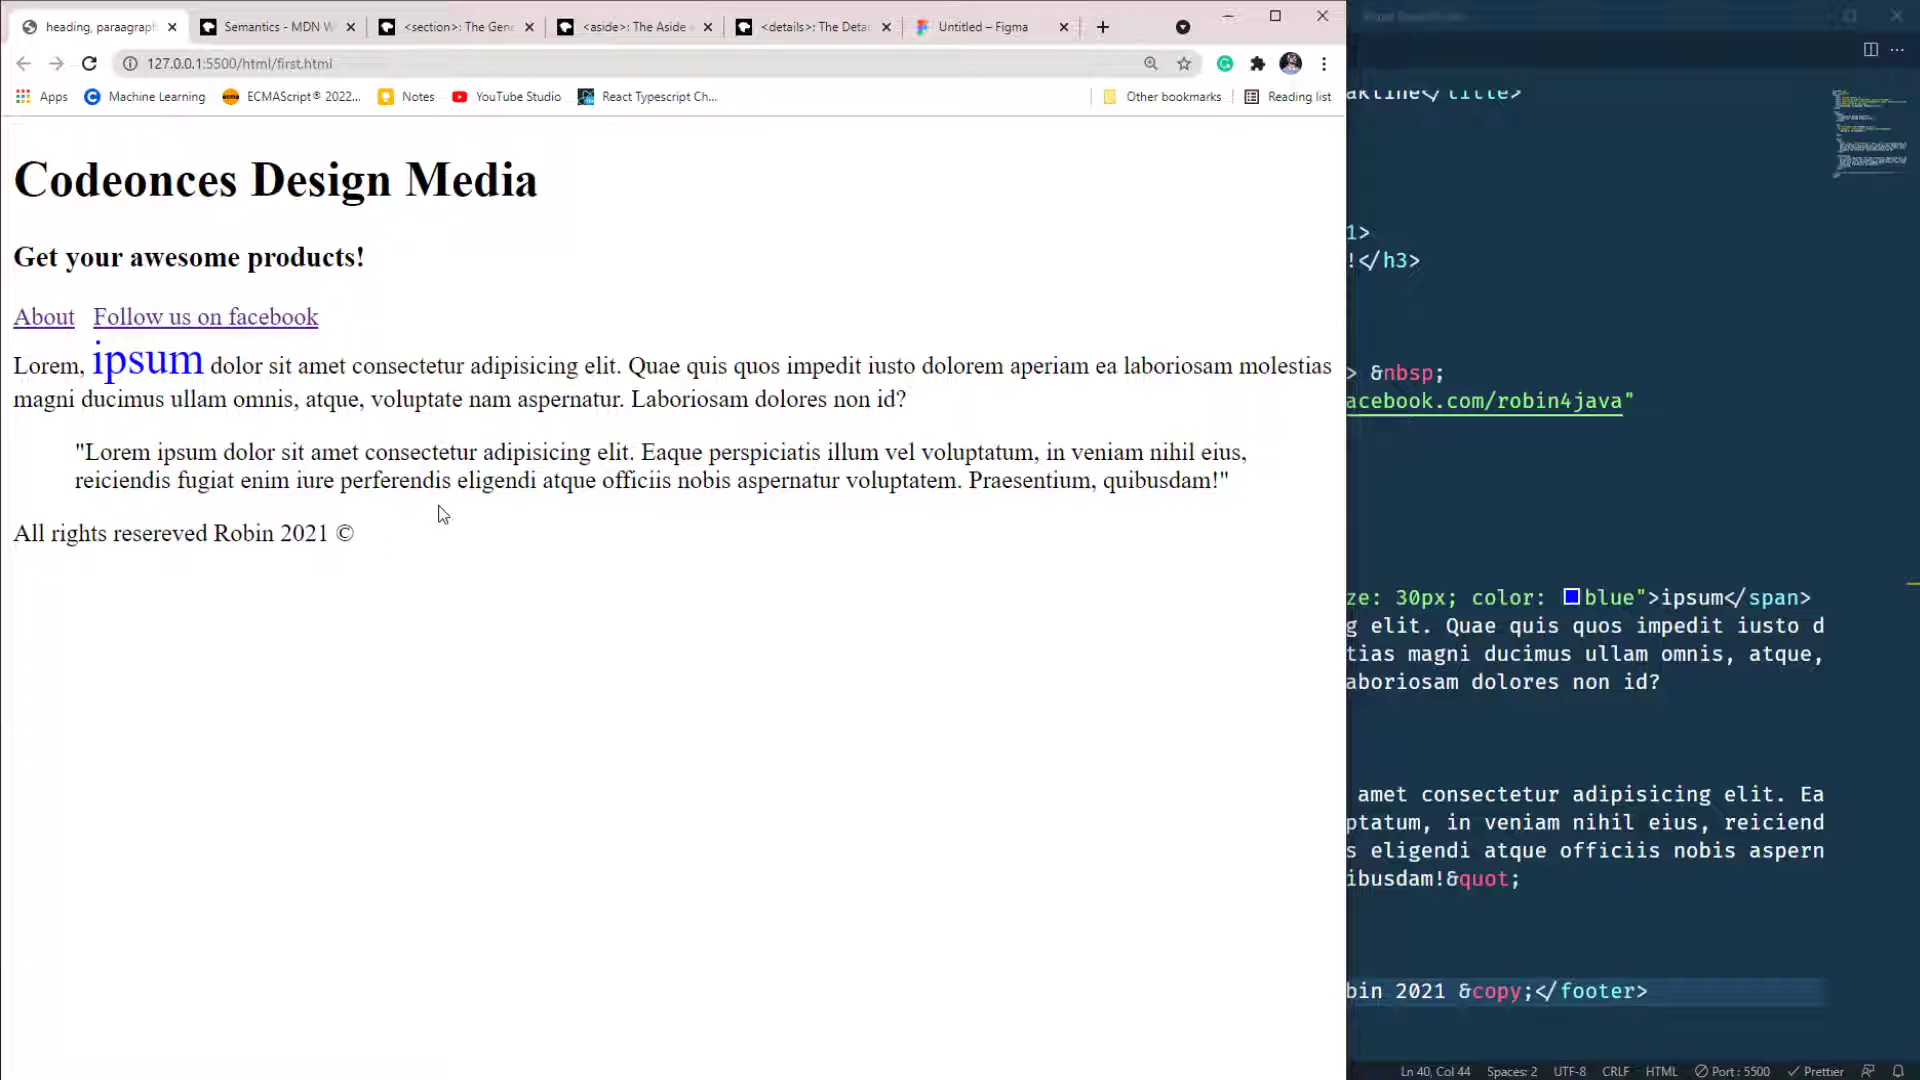 heading, paraagraph
Semantics - MDN W
<section>: The Gene
<aside>: The Aside
<details>: The Deta
Untitled – Figma
127.0.0.1:5500/html/first.html
Apps
Machine Learning
ECMAScript® 2022...
Notes
YouTube Studio
React Typescript Ch...
Other bookmarks
Reading list
Codeonces Design Media
Get your awesome products!
About Follow us on facebook
Lorem, ipsum dolor sit amet consectetur adipisicing elit. Quae quis quos impedit iusto dolorem aperiam ea laboriosam molestias
magni ducimus ullam omnis, atque, voluptate nam aspernatur. Laboriosam dolores non id?
"Lorem ipsum dolor sit amet consectetur adipisicing elit. Eaque perspiciatis illum vel voluptatum, in veniam nihil eius,
reiciendis fugiat enim iure perferendis eligendi atque officiis nobis aspernatur voluptatem. Praesentium, quibusdam!"
All rights resereved Robin 2021 ©
aktime</title>
1>
!</h3>
> &nbsp;
acebook.com/robin4java"
ze: 30px; color: blue">ipsum</span>
g elit. Quae quis quos impedit iusto d
tias magni ducimus ullam omnis, atque,
aboriosam dolores non id?
amet consectetur adipisicing elit. Ea
ptatum, in veniam nihil eius, reiciend
s eligendi atque officiis nobis aspern
ibusdam!&quot;
bin 2021 &copy;</footer>
Ln 40, Col 44 Spaces: 2 UTF-8 CRLF HTML Port : 5500 Prettier